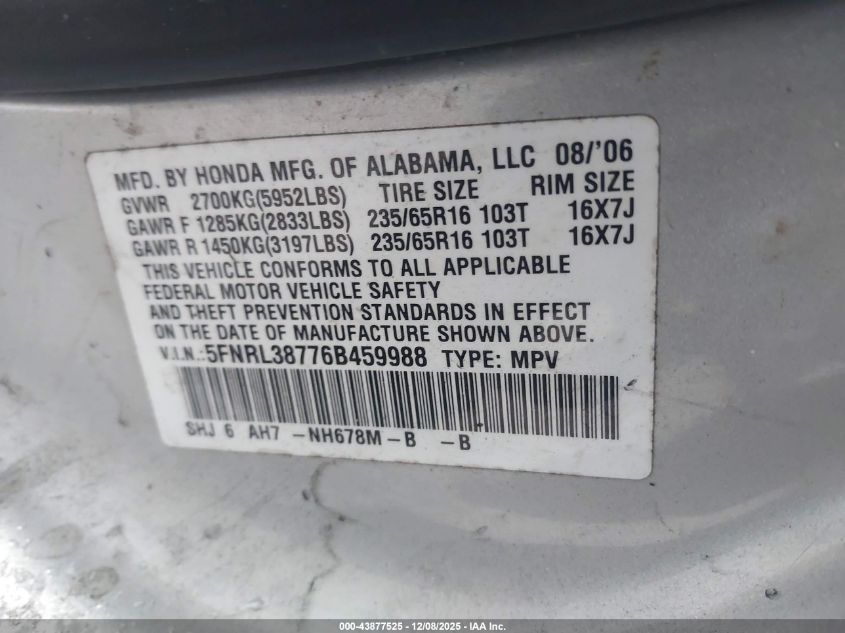 MFD. BY HONDA MFG. OF ALABAMA, LLC 08/'06
GVWR 2700KG(5952LBS) TIRE SIZE RIM SIZE
GAWR F 1285KG(2833LBS) 235/65R16 103T 16X7J
GAWR R 1450KG(3197LBS) 235/65R16 103T 16X7J
THIS VEHICLE CONFORMS TO ALL APPLICABLE
FEDERAL MOTOR VEHICLE SAFETY
AND THEFT PREVENTION STANDARDS IN EFFECT
ON THE DATE OF MANUFACTURE SHOWN ABOVE.
V.I.N.:5FNRL38776B459988 TYPE: MPV
SHJ 6 AH7 -NH678M-B -B
000-43877525 - 12/08/2025 - IAA Inc.